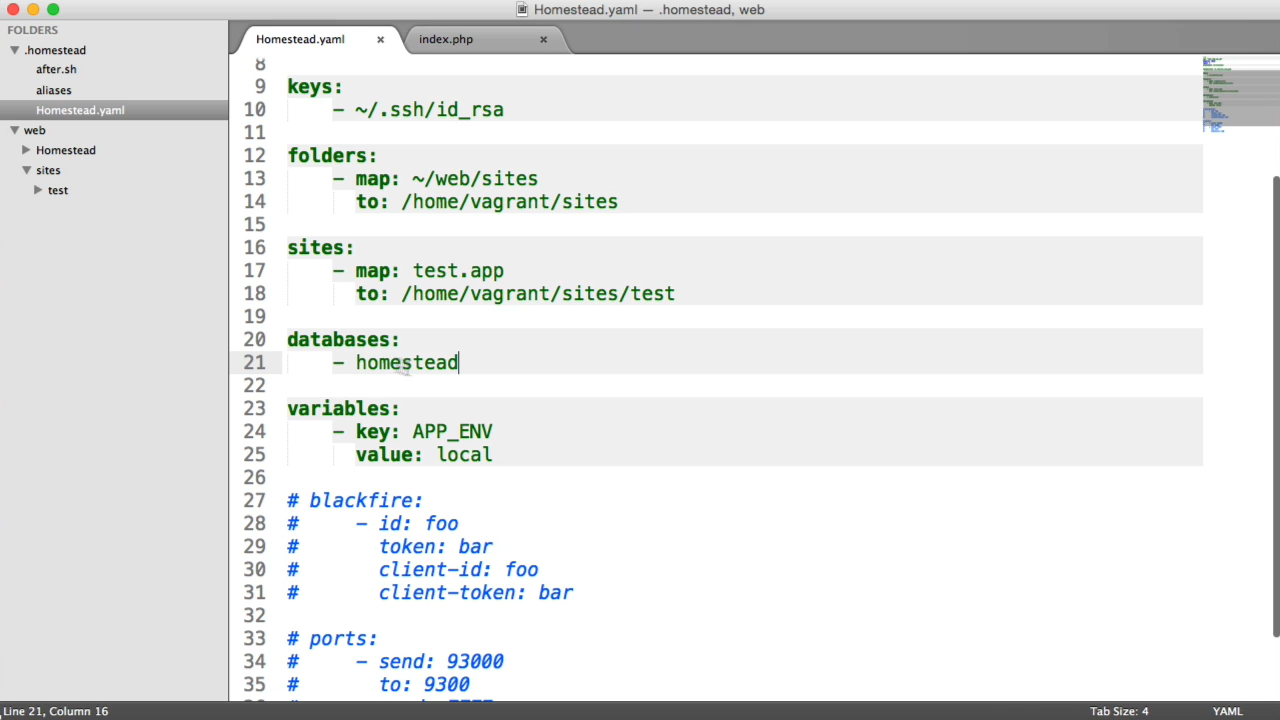 Homestead.yaml — .homestead, web
FOLDERS
.homestead
after.sh
aliases
Homestead.yaml
web
Homestead
sites
test
Homestead.yaml ×
index.php ×
8
9 keys:
10 - ~/.ssh/id_rsa
11
12 folders:
13 - map: ~/web/sites
14 to: /home/vagrant/sites
15
16 sites:
17 - map: test.app
18 to: /home/vagrant/sites/test
19
20 databases:
21 - homestead
22
23 variables:
24 - key: APP_ENV
25 value: local
26
27 # blackfire:
28 # - id: foo
29 # token: bar
30 # client-id: foo
31 # client-token: bar
32
33 # ports:
34 # - send: 93000
35 # to: 9300
Line 21, Column 16
Tab Size: 4
YAML